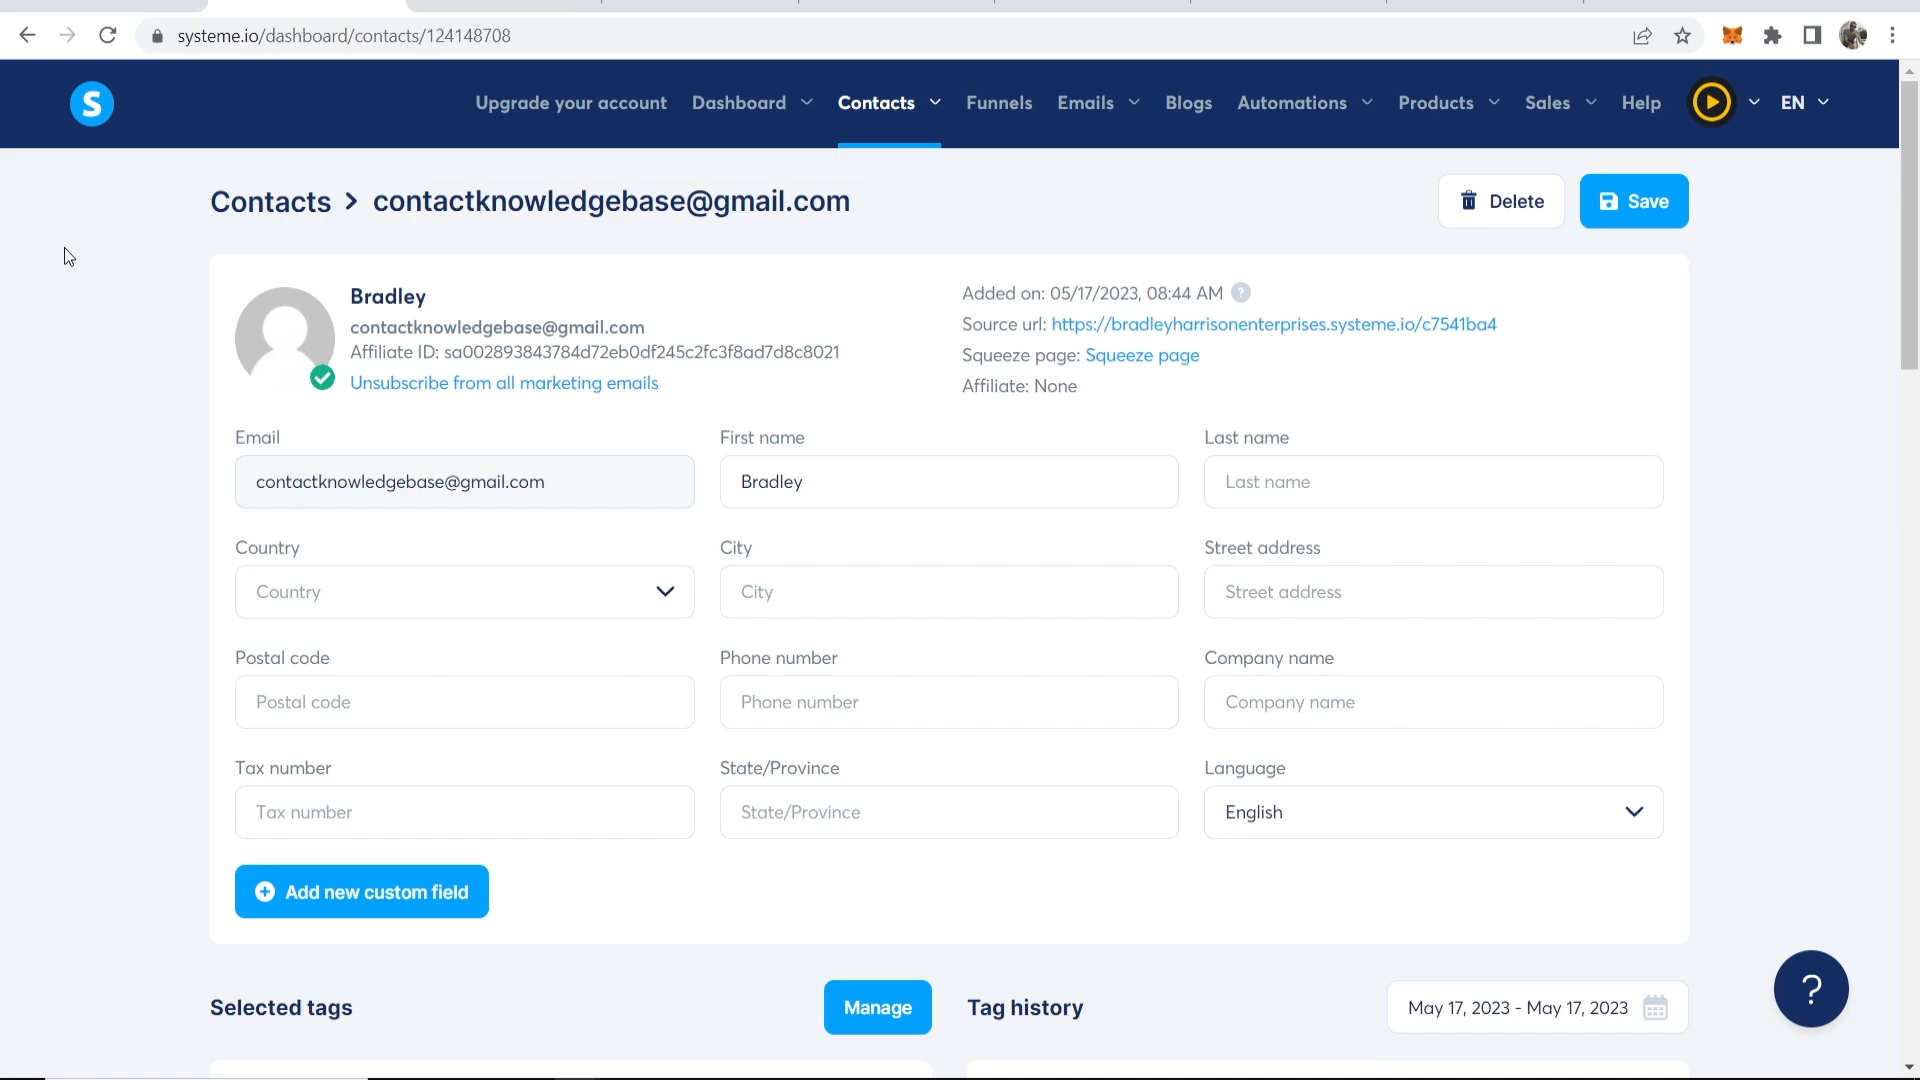 systeme.io/dashboard/contacts/124148708
S
Upgrade your account Dashboard Contacts Funnels Emails Blogs Automations Products Sales Help EN
Contacts > contactknowledgebase@gmail.com
Delete
Save
Bradley
contactknowledgebase@gmail.com
Affiliate ID: sa002893843784d72eb0df245c2fc3f8ad7d8c8021
Unsubscribe from all marketing emails
Added on: 05/17/2023, 08:44 AM ?
Source url: https://bradleyharrisonenterprises.systeme.io/c7541ba4
Squeeze page: Squeeze page
Affiliate: None
Email First name Last name
contactknowledgebase@gmail.com Bradley Last name
Country City Street address
Country City Street address
Postal code Phone number Company name
Postal code Phone number Company name
Tax number State/Province Language
Tax number State/Province English
Add new custom field
Selected tags Manage Tag history May 17, 2023 - May 17, 2023
?